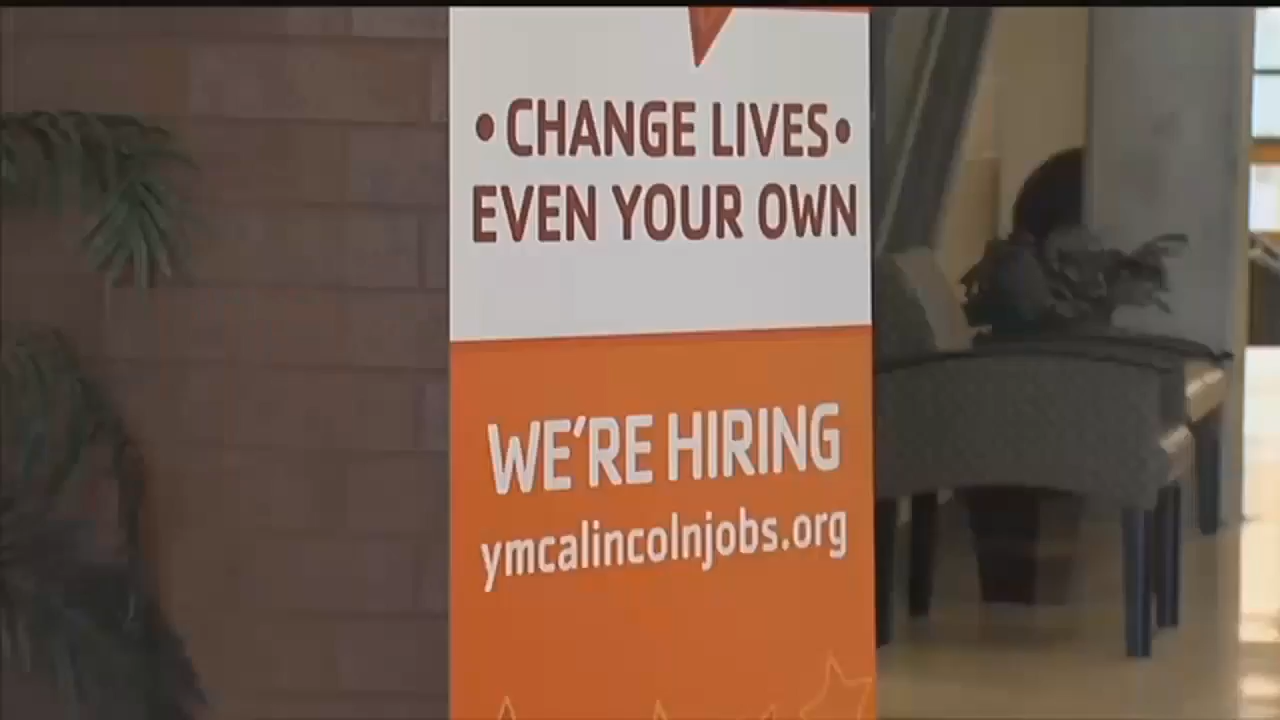 • CHANGE LIVES •
EVEN YOUR OWN
WE'RE HIRING
ymcalincolnjobs.org